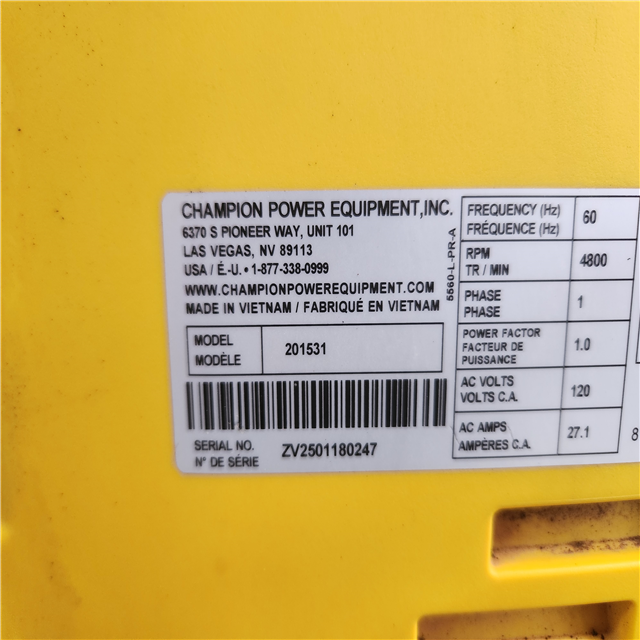 CHAMPION POWER EQUIPMENT,INC.
6370 S PIONEER WAY, UNIT 101
LAS VEGAS, NV 89113
USA / É.-U. • 1-877-338-0999
WWW.CHAMPIONPOWEREQUIPMENT.COM
MADE IN VIETNAM / FABRIQUÉ EN VIETNAM
MODEL
MODÈLE
201531
SERIAL NO.
N° DE SÉRIE
ZV2501180247
5560-L-PR-A
FREQUENCY (Hz)
FRÉQUENCE (Hz)
60
RPM
TR / MIN
4800
PHASE
PHASE
1
POWER FACTOR
FACTEUR DE
PUISSANCE
1.0
AC VOLTS
VOLTS C.A.
120
AC AMPS
AMPÈRES C.A.
27.1
8